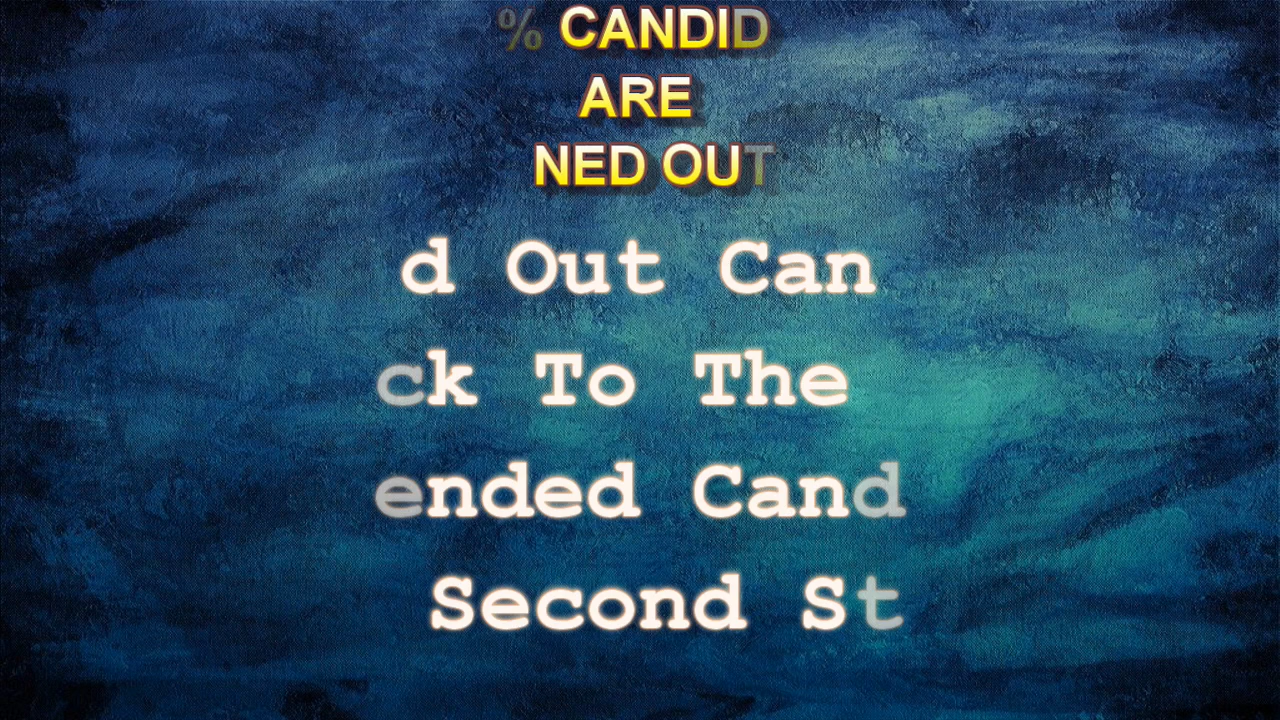 % CANDID
ARE
NED OUT
d Out Can
ck To The
ended Cand
Second St